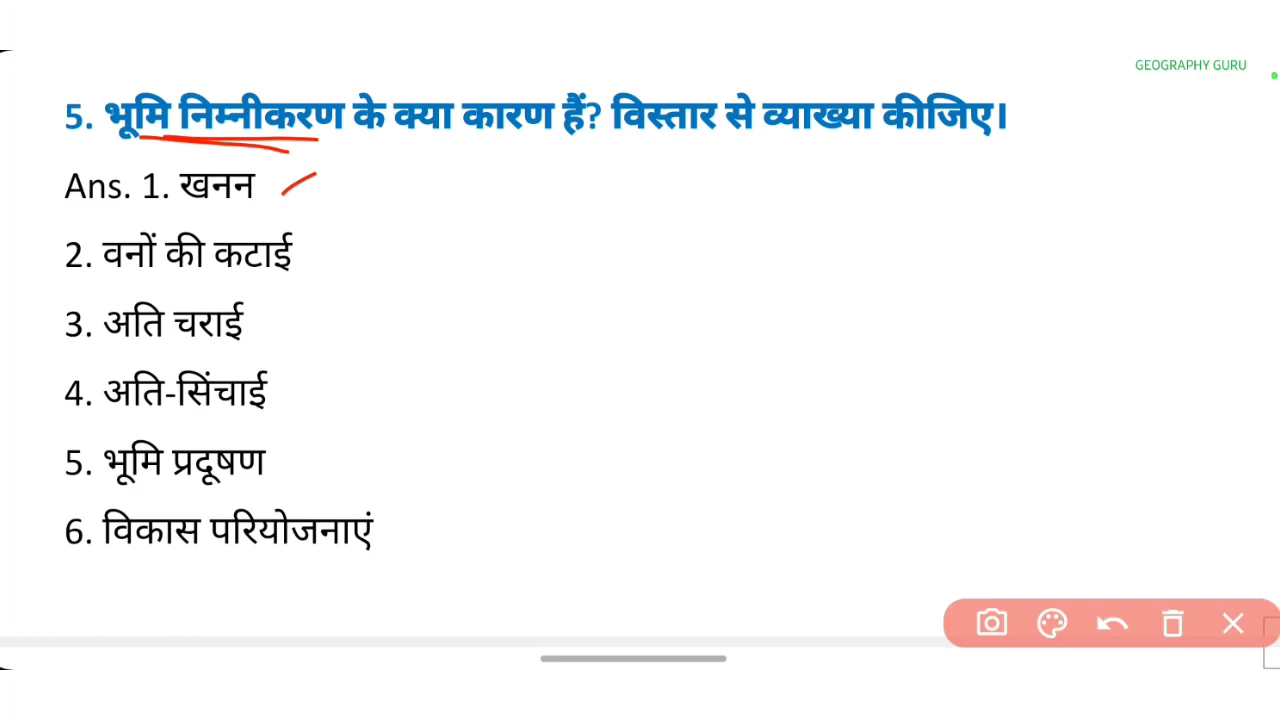 GEOGRAPHY GURU
5. भूमि निम्नीकरण के क्या कारण हैं? विस्तार से व्याख्या कीजिए।
Ans. 1. खनन
2. वनों की कटाई
3. अति चराई
4. अति-सिंचाई
5. भूमि प्रदूषण
6. विकास परियोजनाएं